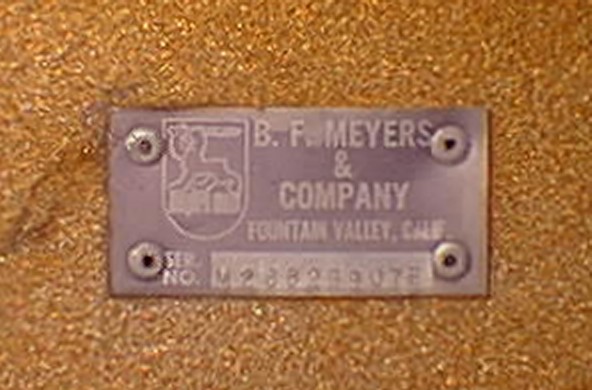 B. F. MEYERS
&
COMPANY
FOUNTAIN VALLEY, CALIF.
SER.
NO.